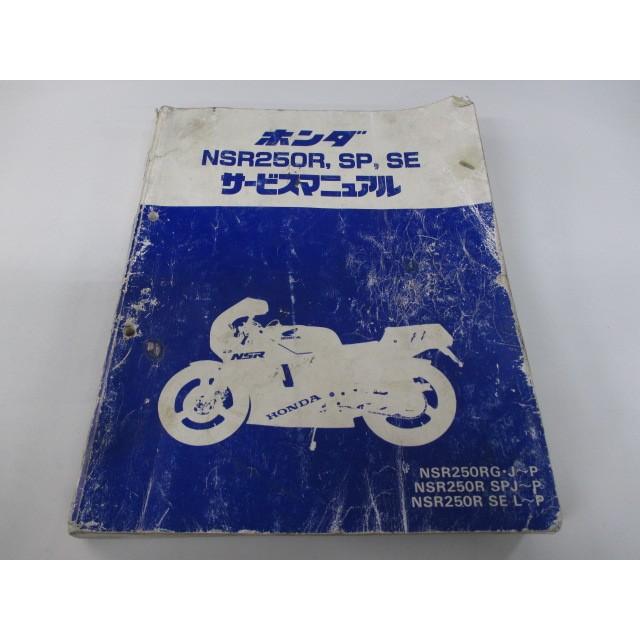 ホンダ
NSR250R, SP, SE
サービスマニュアル
HONDA
NSR
HONDA
NSR250RG・J〜P
NSR250R SPJ〜P
NSR250R SE L〜P